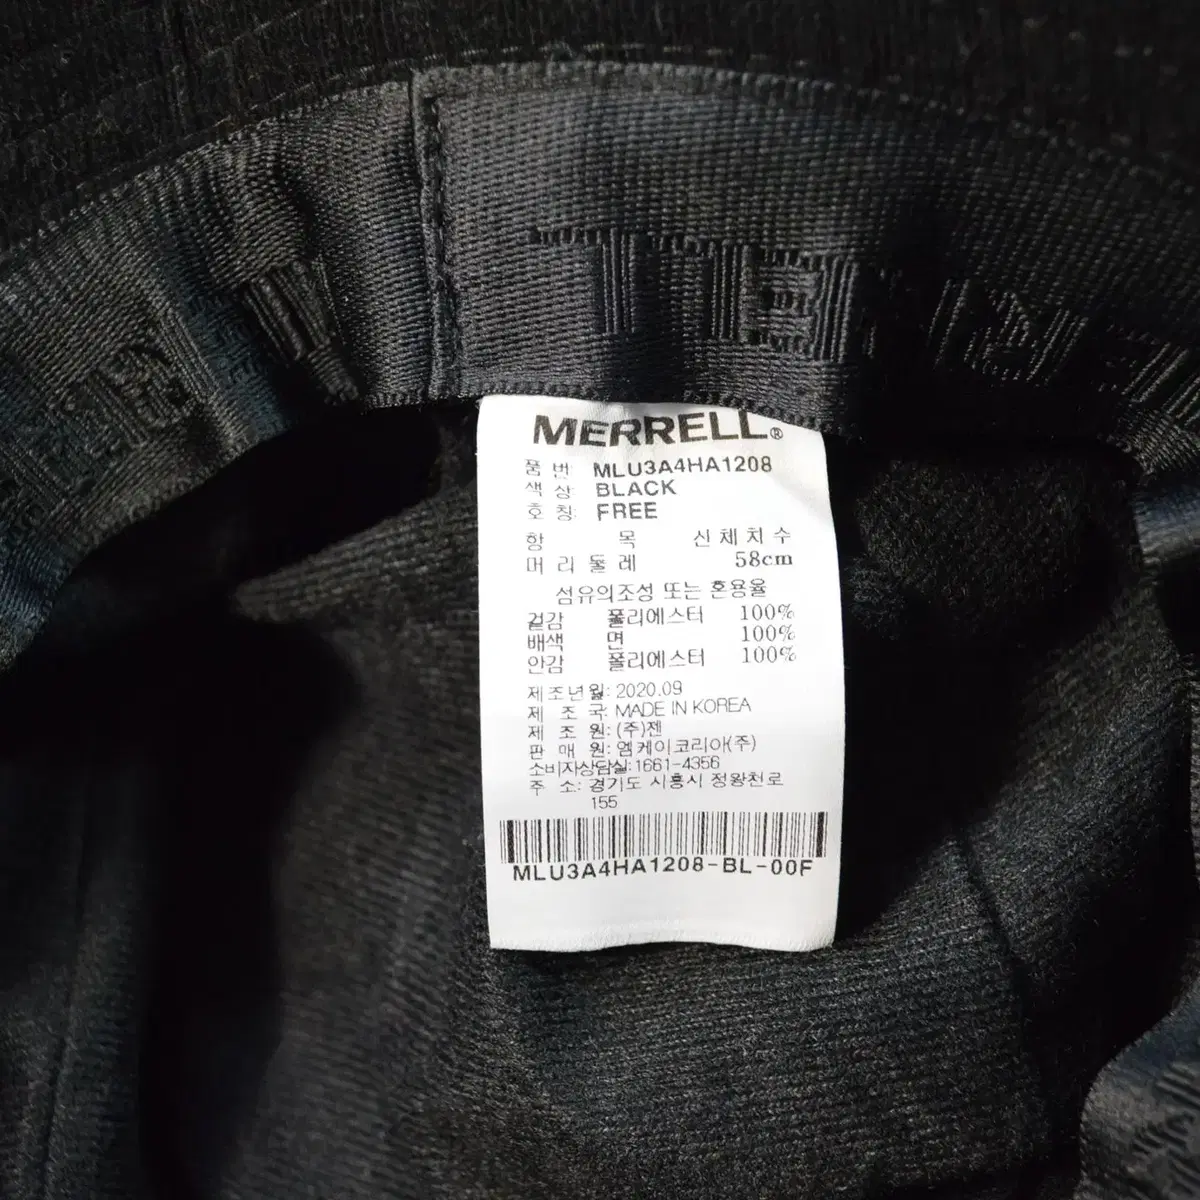 MERRELL®
품 번: MLU3A4HA1208
색 상: BLACK
호 칭: FREE
항 목 신체치수
머리둘레 58cm
섬유의조성 또는 혼용율
겉감 폴리에스터 100%
배색 면 100%
안감 폴리에스터 100%
제조년월: 2020.09
제 조 국: MADE IN KOREA
제 조 원: (주)젠
판 매 원: 엠케이코리아(주)
소비자상담실: 1661-4356
주 소: 경기도 시흥시 정왕천로
155
MLU3A4HA1208-BL-00F